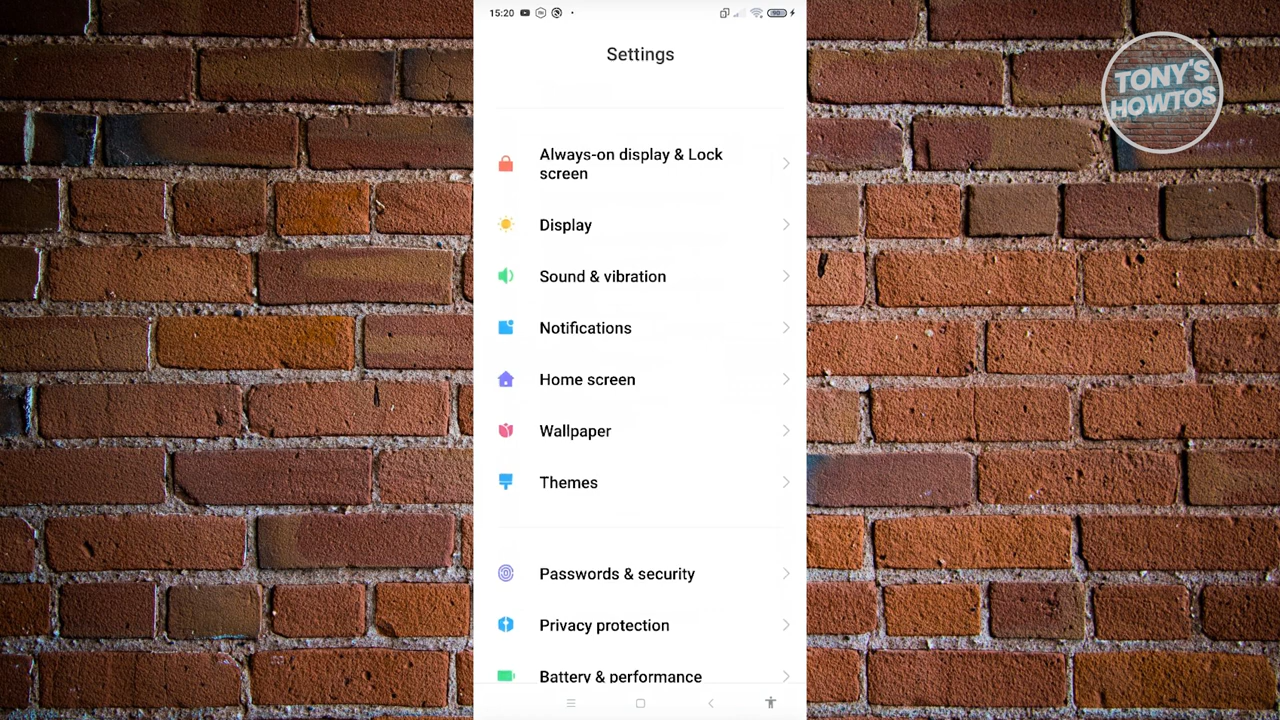 15:20
90
Settings
TONY'S
HOWTOS
Always-on display & Lock
screen
Display
Sound & vibration
Notifications
Home screen
Wallpaper
Themes
Passwords & security
Privacy protection
Battery & performance